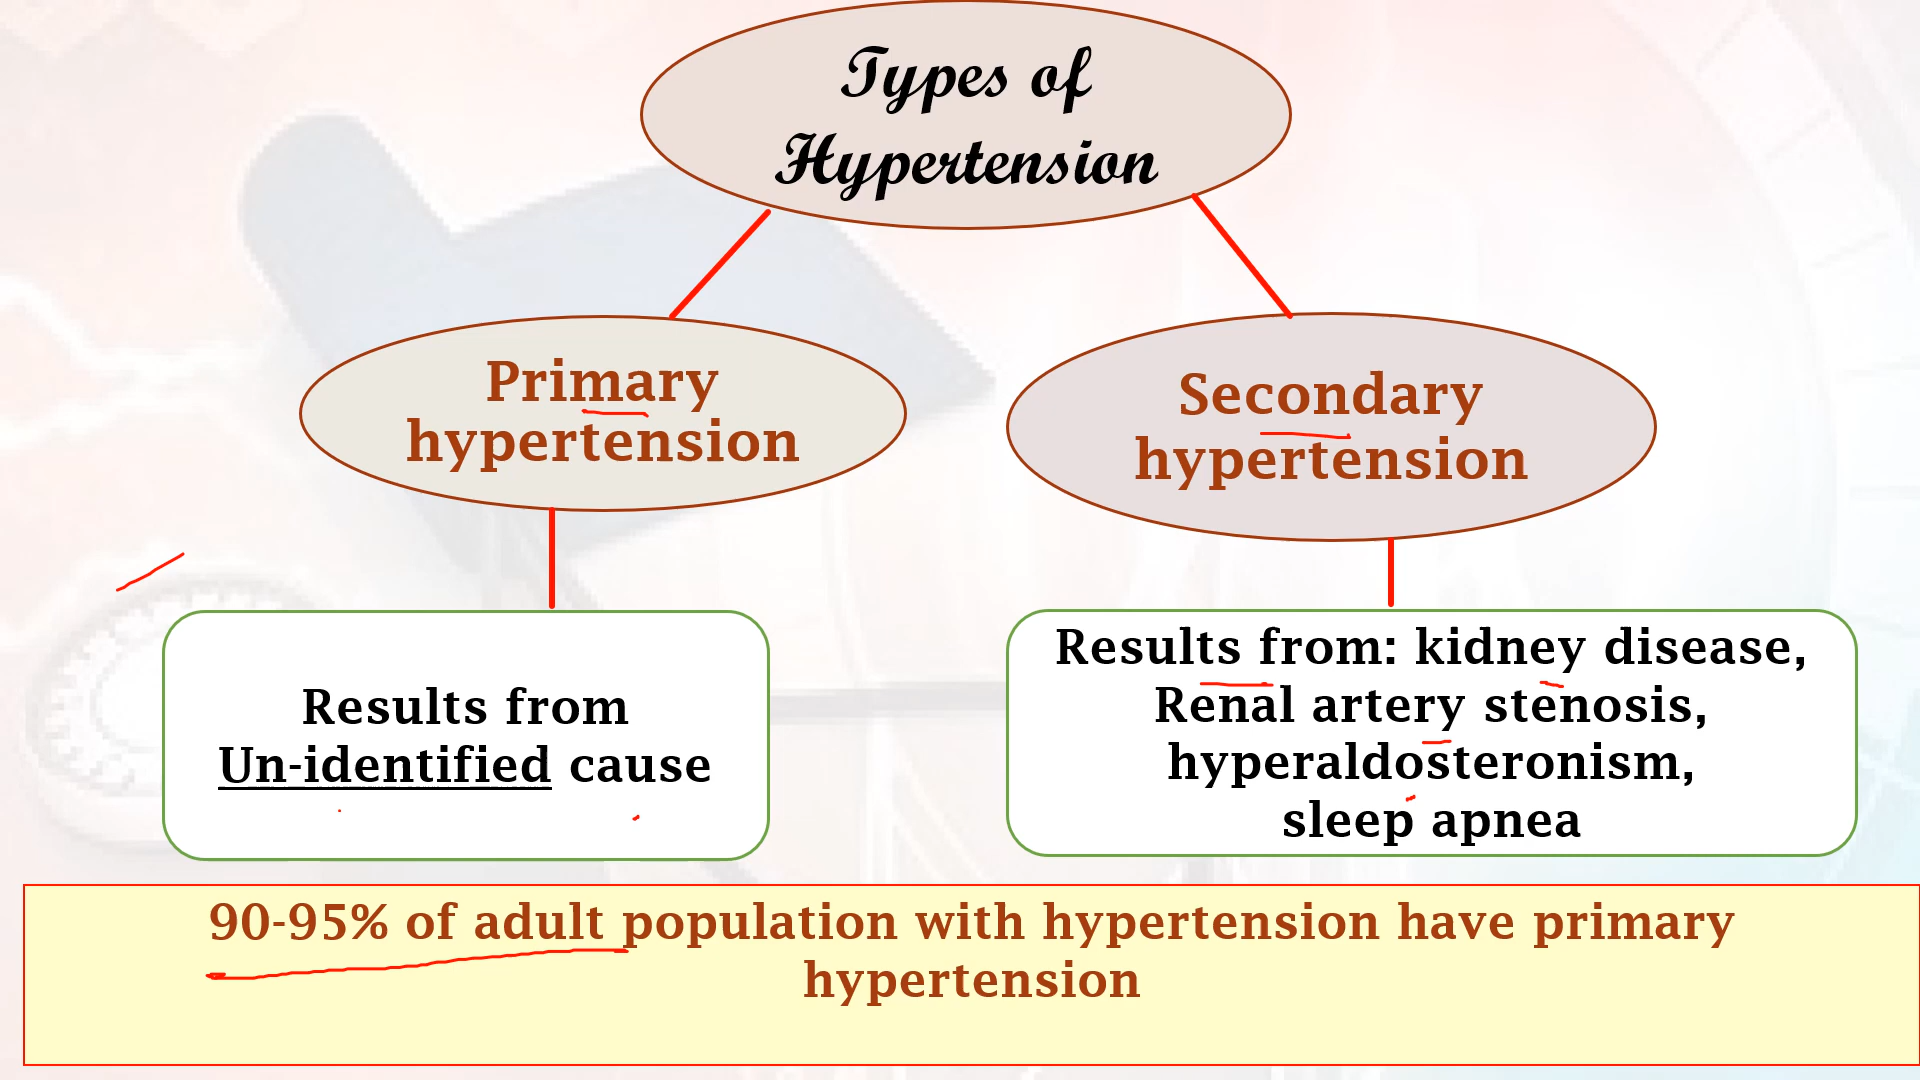 Types of
Hypertension
Primary
hypertension
Secondary
hypertension
Results from
Un-identified cause
Results from: kidney disease,
Renal artery stenosis,
hyperaldosteronism,
sleep apnea
90-95% of adult population with hypertension have primary
hypertension